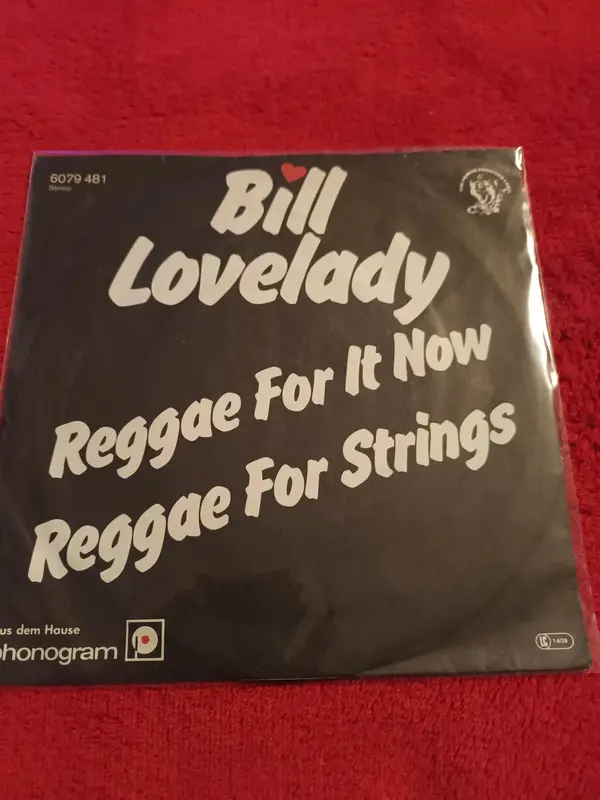 6079 481
Stereo
Bill
Lovelady
Reggae For It Now
Reggae For Strings
us dem Hause
phonogram
LC 1409